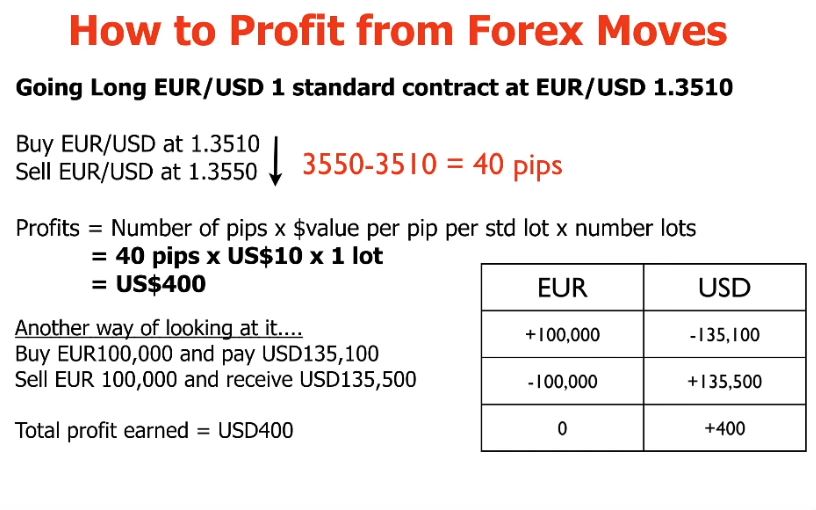 How to Profit from Forex Moves
Going Long EUR/USD 1 standard contract at EUR/USD 1.3510
Buy EUR/USD at 1.3510
Sell EUR/USD at 1.3550
3550-3510 = 40 pips
Profits = Number of pips x $value per pip per std lot x number lots
= 40 pips x US$10 x 1 lot
= US$400
Another way of looking at it....
Buy EUR100,000 and pay USD135,100
Sell EUR 100,000 and receive USD135,500
Total profit earned = USD400
EUR USD
+100,000 -135,100
-100,000 +135,500
0 +400